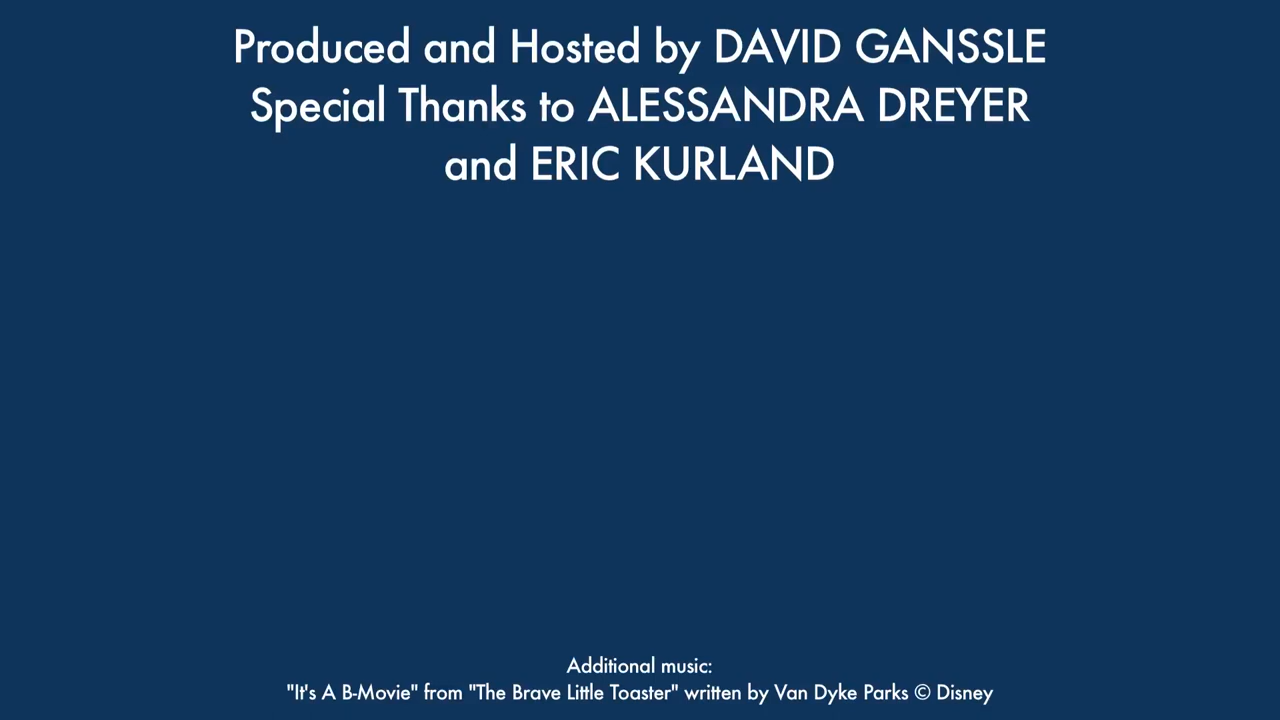 Produced and Hosted by DAVID GANSSLE
Special Thanks to ALESSANDRA DREYER
and ERIC KURLAND
Additional music:
"It's A B-Movie" from "The Brave Little Toaster" written by Van Dyke Parks © Disney